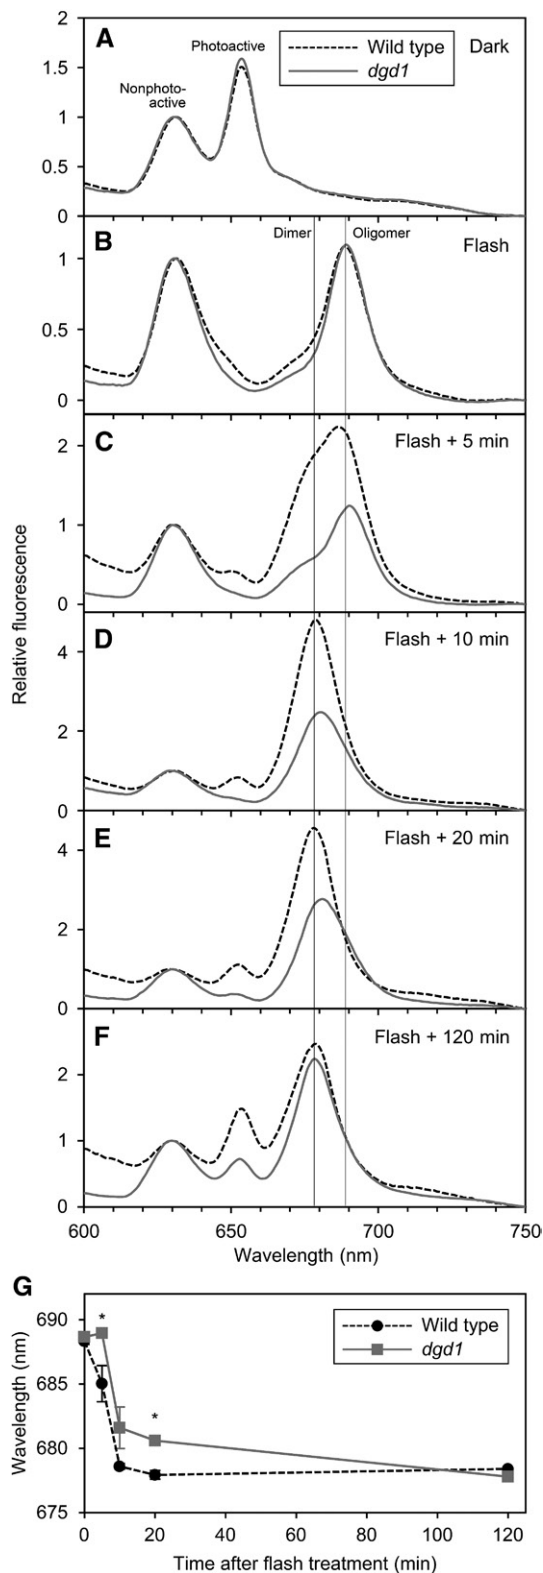 A
Photoactive
Nonphoto-
active
Wild type
dgd1
Dark
2
1.5
1
0.5
0
B
Dimer
Oligomer
Flash
1
0.5
0
C
Flash + 5 min
2
1
0
D
Flash + 10 min
4
2
0
E
Flash + 20 min
4
2
0
F
Flash + 120 min
2
1
0
600 650 700 750
Wavelength (nm)
Relative fluorescence
G
Wild type
dgd1
* *
690
685
680
675
0 20 40 60 80 100 120
Wavelength (nm)
Time after flash treatment (min)